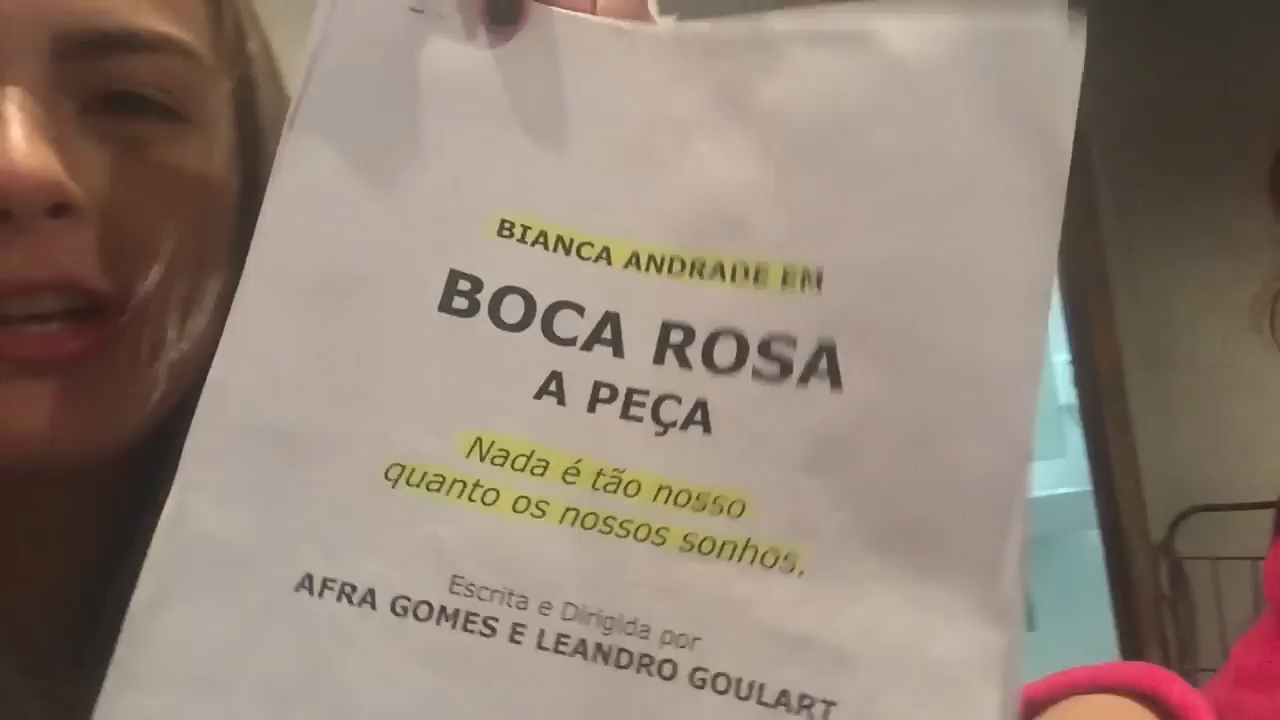 BIANCA ANDRADE EM
BOCA ROSA
A PEÇA
Nada é tão nosso
quanto os nossos sonhos.
Escrita e Dirigida por
AFRA GOMES E LEANDRO GOULART